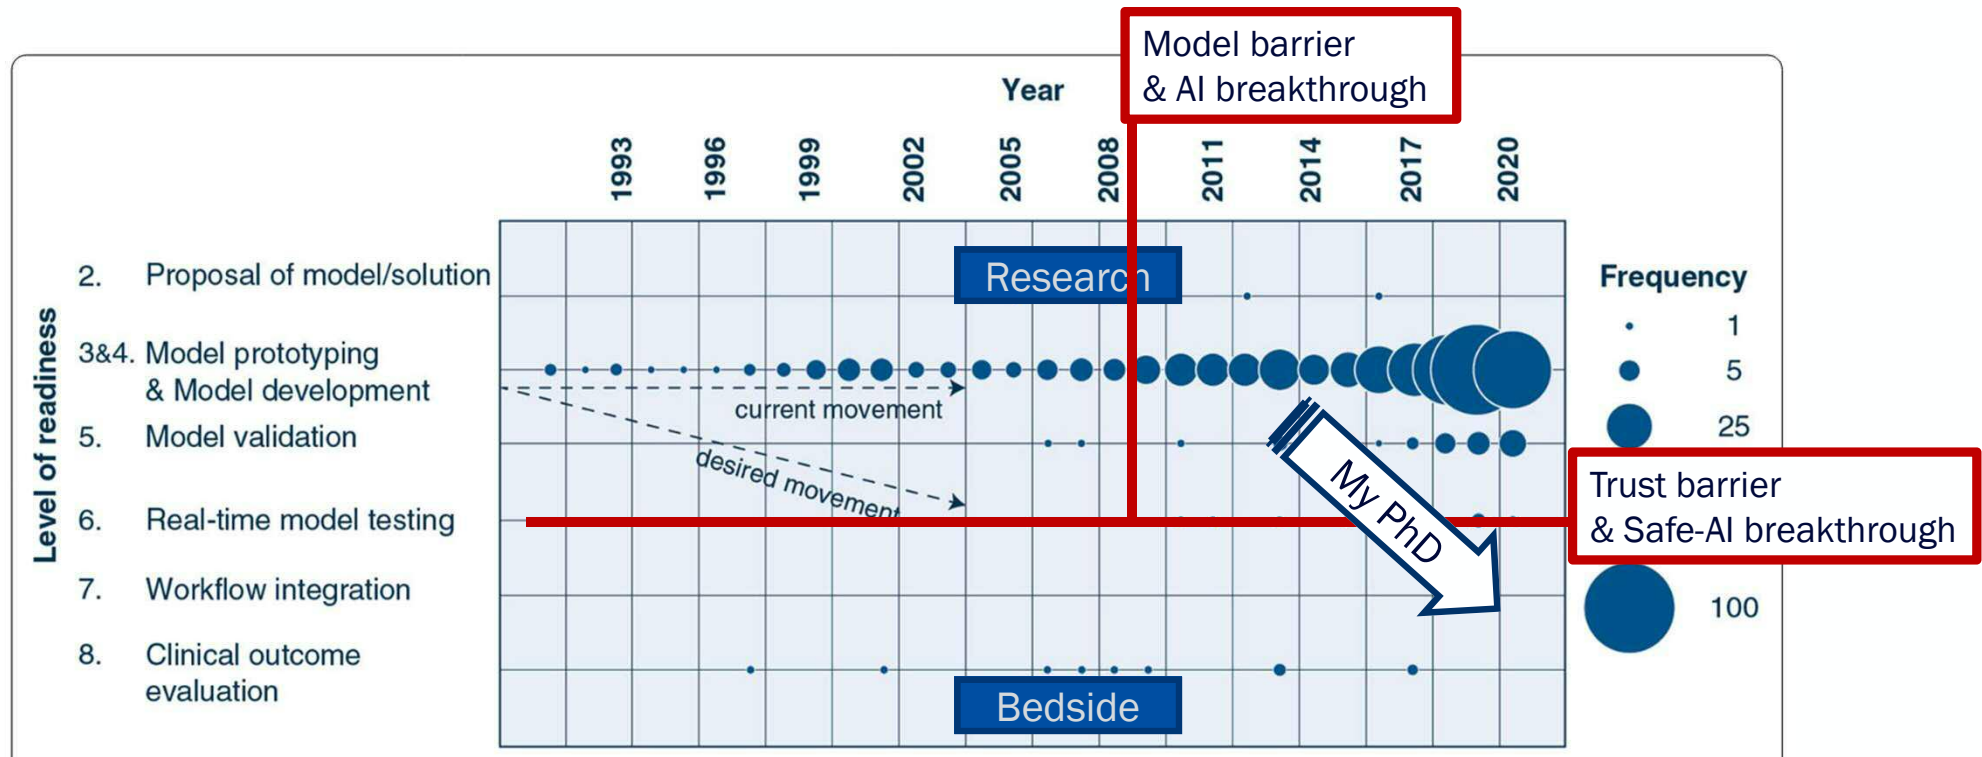 Model barrier
& AI breakthrough
Year
1993
1996
1999
2002
2005
2008
2011
2014
2017
2020
Level of readiness
2. Proposal of model/solution
3&4. Model prototyping
& Model development
5. Model validation
6. Real-time model testing
7. Workflow integration
8. Clinical outcome
evaluation
Research
current movement
desired movement
My PhD
Bedside
Frequency
1
5
25
100
Trust barrier
& Safe-AI breakthrough